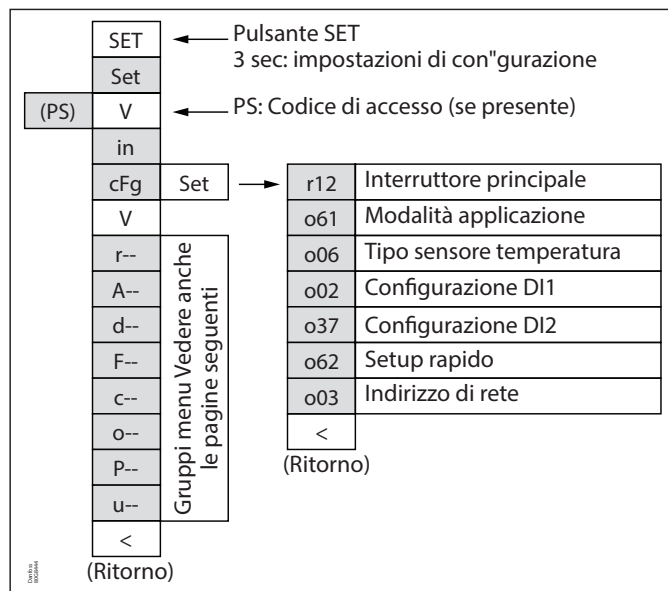 SET
Pulsante SET
3 sec: impostazioni di con"gurazione
Set
(PS)
V
PS: Codice di accesso (se presente)
in
cFg
Set
V
r--
A--
d--
F--
c--
o--
P--
u--
<
(Ritorno)
Gruppi menu Vedere anche
le pagine seguenti
r12 Interruttore principale
o61 Modalità applicazione
o06 Tipo sensore temperatura
o02 Configurazione DI1
o37 Configurazione DI2
o62 Setup rapido
o03 Indirizzo di rete
<
(Ritorno)
Danfoss